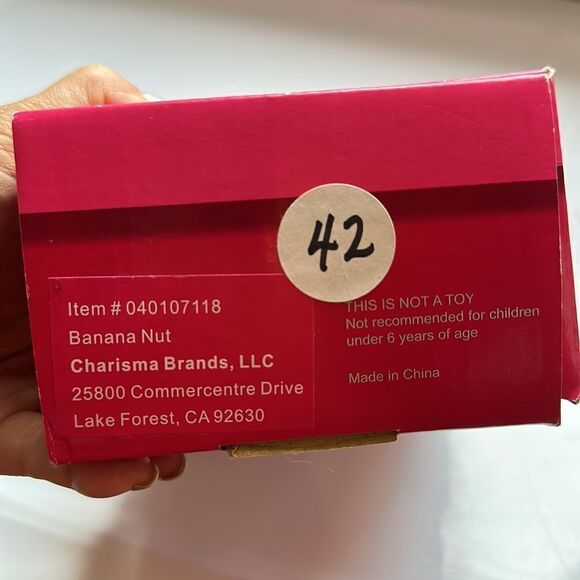 42
Item # 040107118
Banana Nut
Charisma Brands, LLC
25800 Commercentre Drive
Lake Forest, CA 92630
THIS IS NOT A TOY
Not recommended for children
under 6 years of age
Made in China